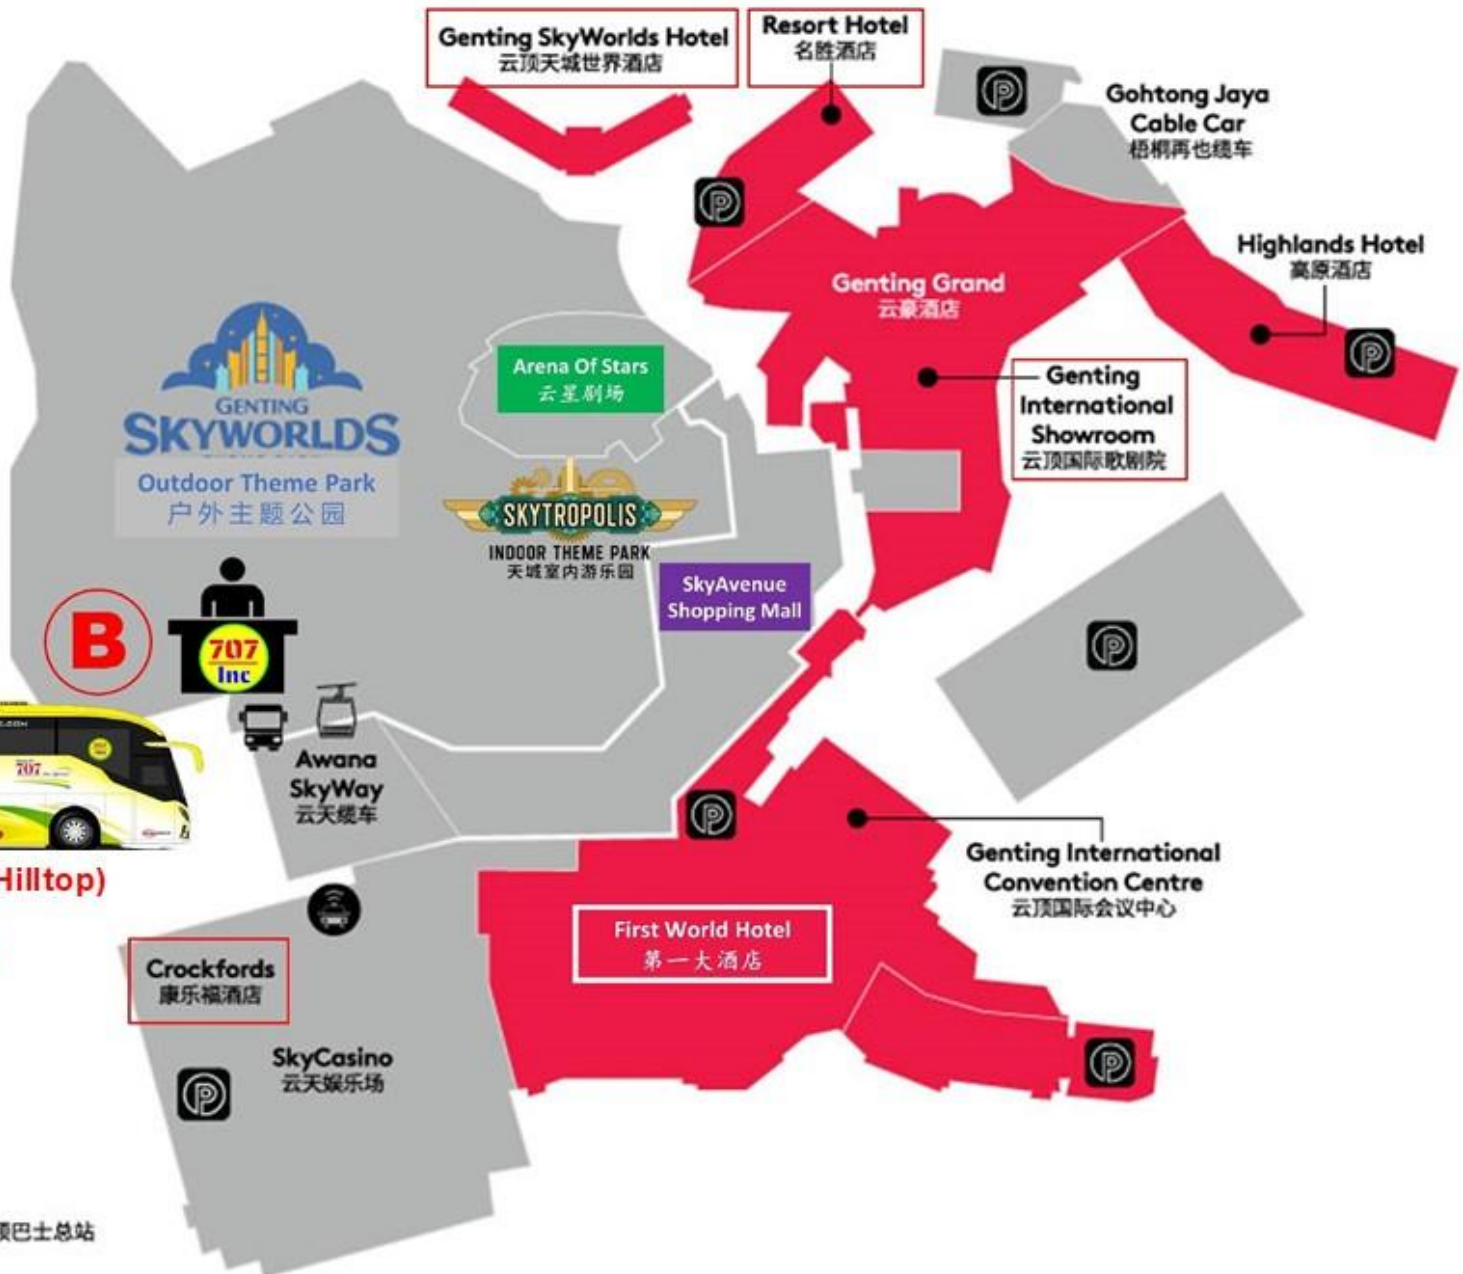 Genting SkyWorlds Hotel
云顶天城世界酒店
Resort Hotel
名胜酒店
Gohtong Jaya
Cable Car
梧桐再也缆车
Highlands Hotel
高原酒店
Genting Grand
云豪酒店
Arena Of Stars
云星剧场
Genting
International
Showroom
云顶国际歌剧院
GENTING
SKYWORLDS
Outdoor Theme Park
户外主题公园
SKYTROPOLIS
INDOOR THEME PARK
天城室内游乐园
SkyAvenue
Shopping Mall
B
707
Inc
707
Awana
SkyWay
云天缆车
Hilltop)
Genting International
Convention Centre
云顶国际会议中心
First World Hotel
第一大酒店
Crockfords
康乐福酒店
SkyCasino
云天娱乐场
巴士总站
P
P
P
P
P
P
P